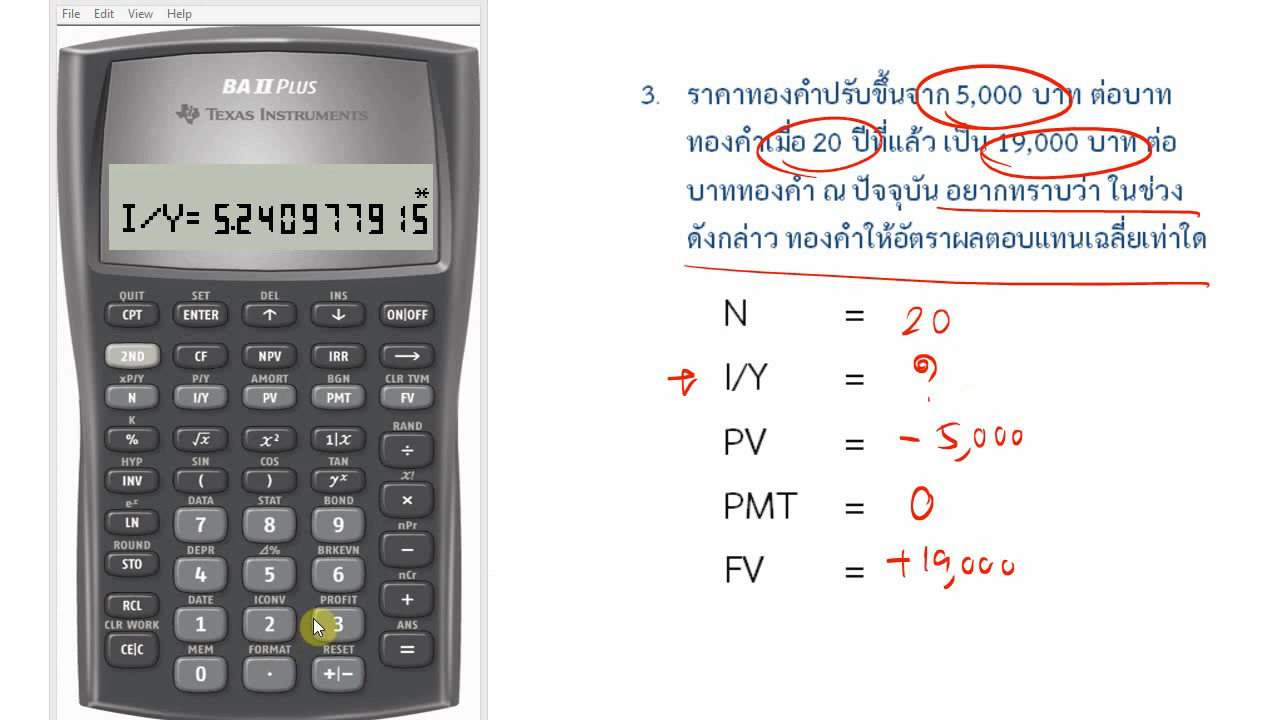 File Edit View Help
BA II PLUS
TEXAS INSTRUMENTS
*
I/Y= 5.240977915
QUIT SET DEL INS
CPT ENTER ↑ ↓ ON|OFF
2ND CF NPV IRR →
xP/Y P/Y AMORT BGN CLR TVM
N I/Y PV PMT FV
K RAND
% √x x² 1|x ÷
HYP SIN COS TAN x!
INV ( ) yˣ ×
eˣ DATA STAT BOND nPr
LN 7 8 9 −
ROUND DEPR Δ% BRKEVN nCr
STO 4 5 6 +
DATE ICONV PROFIT
RCL 1 2 3
CLR WORK ANS
CE|C =
MEM FORMAT RESET
0 . +|−
3. ราคาทองคำปรับขึ้นจาก 5,000 บาท ต่อบาท
ทองคำเมื่อ 20 ปีที่แล้ว เป็น 19,000 บาท ต่อ
บาททองคำ ณ ปัจจุบัน อยากทราบว่า ในช่วง
ดังกล่าว ทองคำให้อัตราผลตอบแทนเฉลี่ยเท่าใด
N = 20
→ I/Y = ?
PV = - 5,000
PMT = 0
FV = +19,000